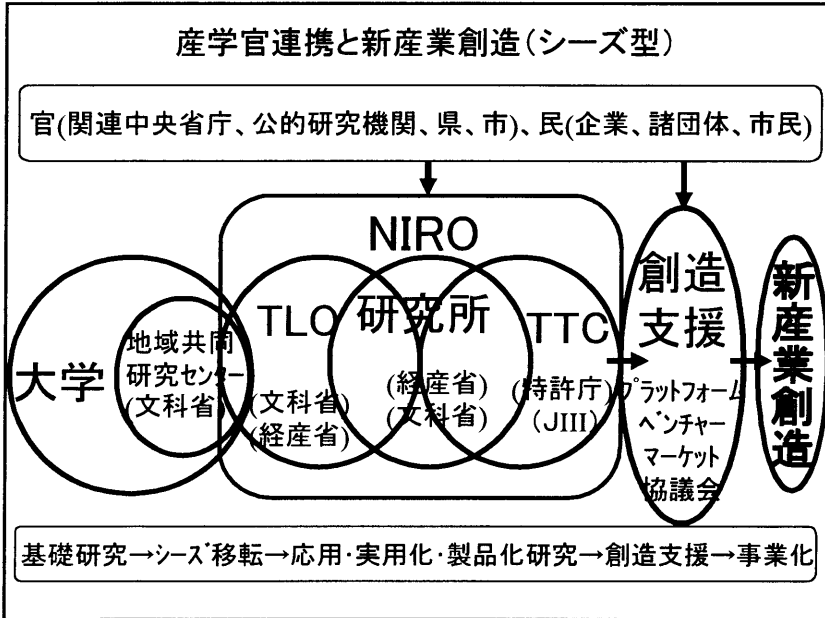 産学官連携と新産業創造(シーズ型)
官(関連中央省庁、公的研究機関、県、市)、民(企業、諸団体、市民)
NIRO
大学
地域共同
研究センター
(文科省)
TLO
(文科省)
(経産省)
研究所
(経産省)
(文科省)
TTC
(特許庁)
(JIII)
創造
支援
プラットフォーム
ベンチャー
マーケット
協議会
新産業創造
基礎研究→シーズ移転→応用・実用化・製品化研究→創造支援→事業化